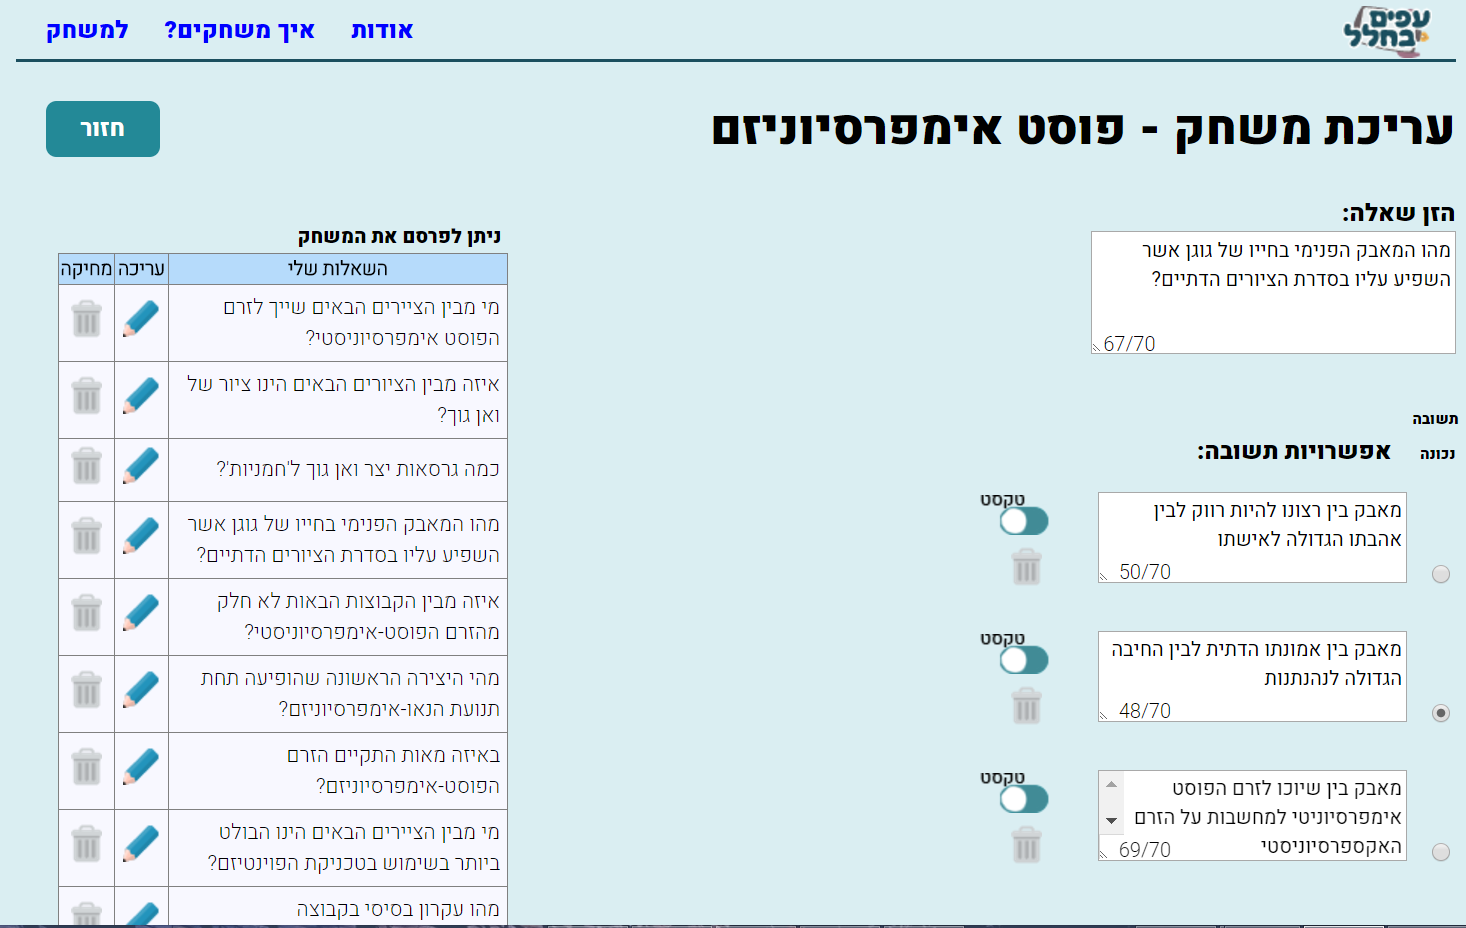 עפים
בחלל
אודות
איך משחקים?
למשחק
עריכת משחק - פוסט אימפרסיוניזם
חזור
הזן שאלה:
מהו המאבק הפנימי בחייו של גוגן אשר
השפיע עליו בסדרת הציורים הדתיים?
67/70
תשובה
נכונה
אפשרויות תשובה:
מאבק בין רצונו להיות רווק לבין
אהבתו הגדולה לאישתו
50/70
טקסט
מאבק בין אמונתו הדתית לבין החיבה
הגדולה לנהנתנות
48/70
טקסט
מאבק בין שיוכו לזרם הפוסט
אימפרסיוניטי למחשבות על הזרם
האקספרסיוניסטי
69/70
טקסט
ניתן לפרסם את המשחק
השאלות שלי
עריכה
מחיקה
מי מבין הציירים הבאים שייך לזרם
הפוסט אימפרסיוניסטי?
איזה מבין הציורים הבאים הינו ציור של
ואן גוך?
כמה גרסאות יצר ואן גוך ל'חמניות'?
מהו המאבק הפנימי בחייו של גוגן אשר
השפיע עליו בסדרת הציורים הדתיים?
איזה מבין הקבוצות הבאות לא חלק
מהזרם הפוסט-אימפרסיוניסטי?
מהי היצירה הראשונה שהופיעה תחת
תנועת הנאו-אימפרסיוניזם?
באיזה מאות התקיים הזרם
הפוסט-אימפרסיוניזם?
מי מבין הציירים הבאים הינו הבולט
ביותר בשימוש בטכניקת הפוינטיזם?
מהו עקרון בסיסי בקבוצה